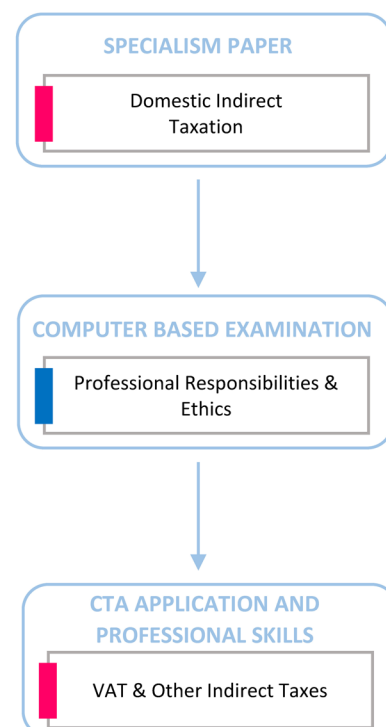 SPECIALISM PAPER
Domestic Indirect
Taxation
COMPUTER BASED EXAMINATION
Professional Responsibilities &
Ethics
CTA APPLICATION AND
PROFESSIONAL SKILLS
VAT & Other Indirect Taxes